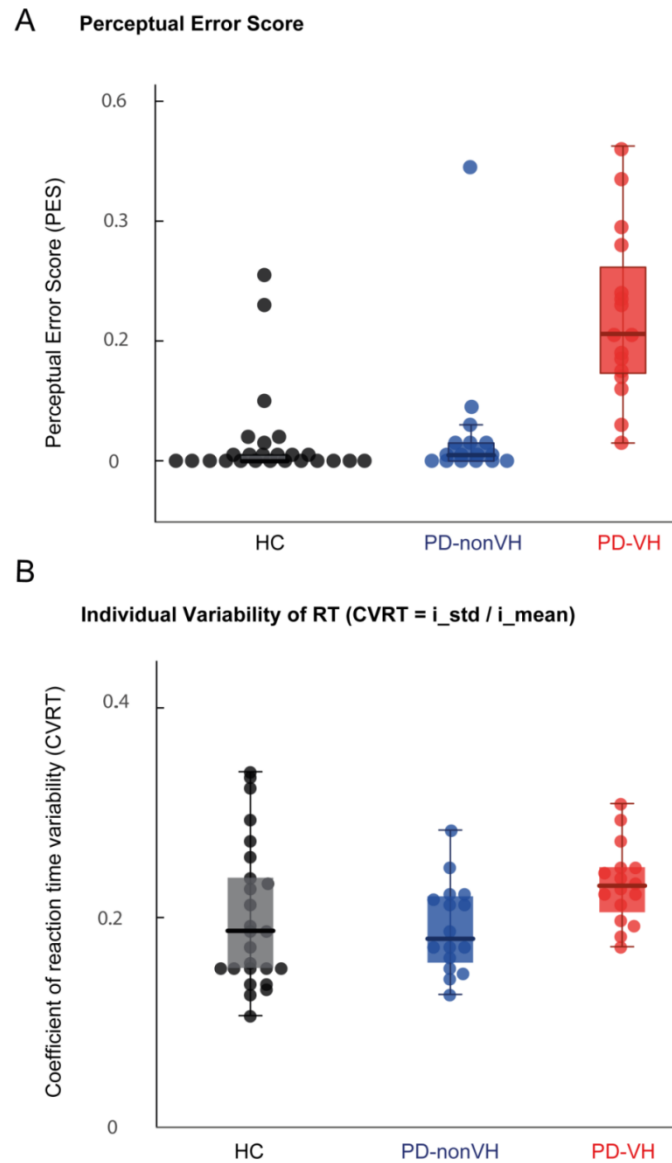 A Perceptual Error Score
Perceptual Error Score (PES)
0.6
0.3
0.2
0
HC PD-nonVH PD-VH
B
Individual Variability of RT (CVRT = i_std / i_mean)
Coefficient of reaction time variability (CVRT)
0.4
0.2
0
HC PD-nonVH PD-VH